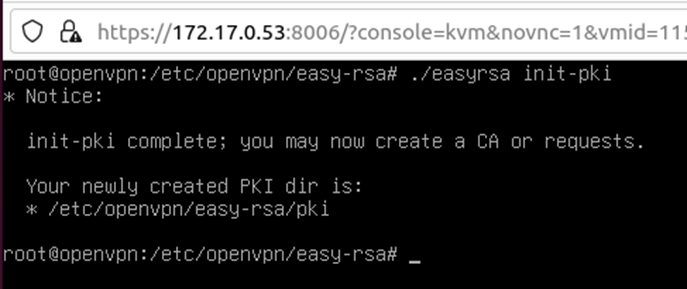 https://172.17.0.53:8006/?console=kvm&novnc=1&vmid=115
root@openvpn:/etc/openvpn/easy-rsa# ./easyrsa init-pki
* Notice:
init-pki complete; you may now create a CA or requests.
Your newly created PKI dir is:
* /etc/openvpn/easy-rsa/pki
root@openvpn:/etc/openvpn/easy-rsa# _